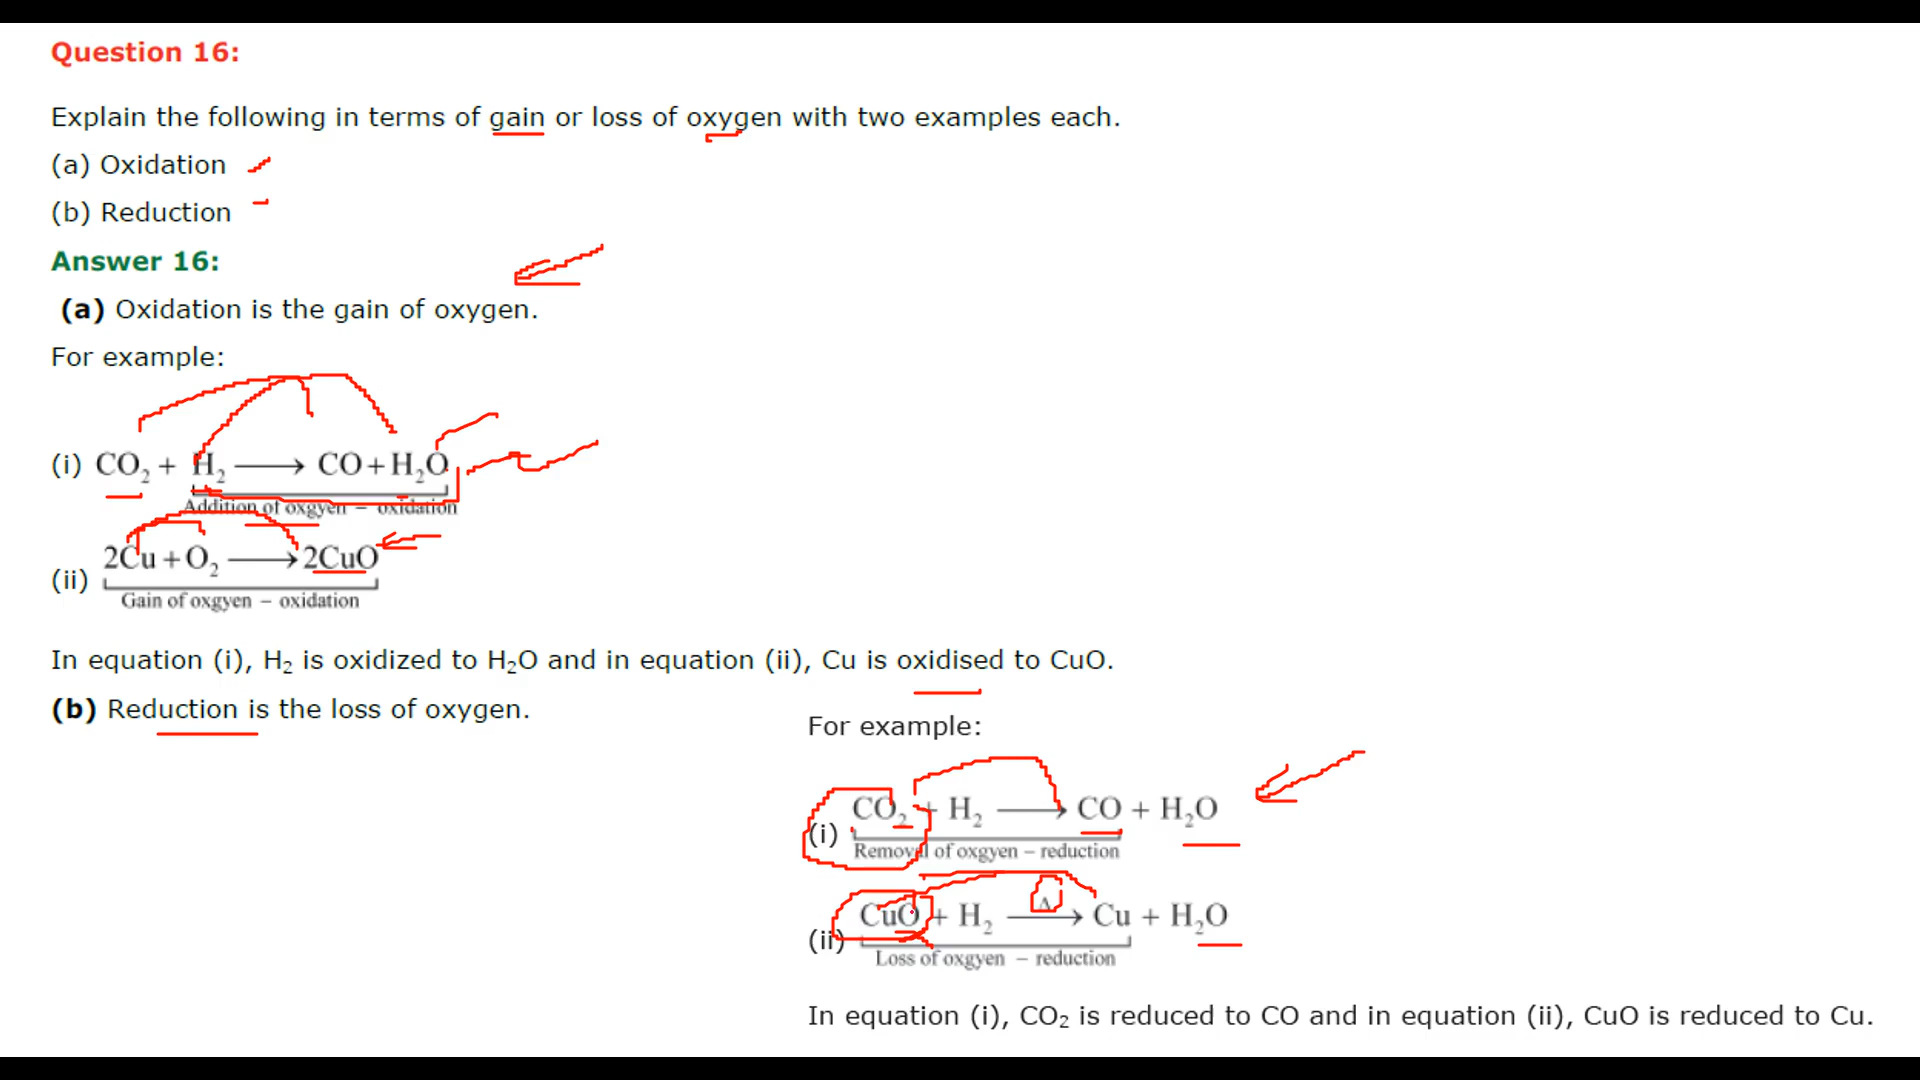 Question 16:
Explain the following in terms of gain or loss of oxygen with two examples each.
(a) Oxidation
(b) Reduction
Answer 16:
(a) Oxidation is the gain of oxygen.
For example:
(i) CO₂ + H₂ ⟶ CO + H₂O
Addition of oxgyen – oxidation
(ii) 2Cu + O₂ ⟶ 2CuO
Gain of oxgyen – oxidation
In equation (i), H₂ is oxidized to H₂O and in equation (ii), Cu is oxidised to CuO.
(b) Reduction is the loss of oxygen.
For example:
(i) CO₂ + H₂ ⟶ CO + H₂O
Removal of oxgyen – reduction
(ii) CuO + H₂ —Δ→ Cu + H₂O
Loss of oxgyen – reduction
In equation (i), CO₂ is reduced to CO and in equation (ii), CuO is reduced to Cu.